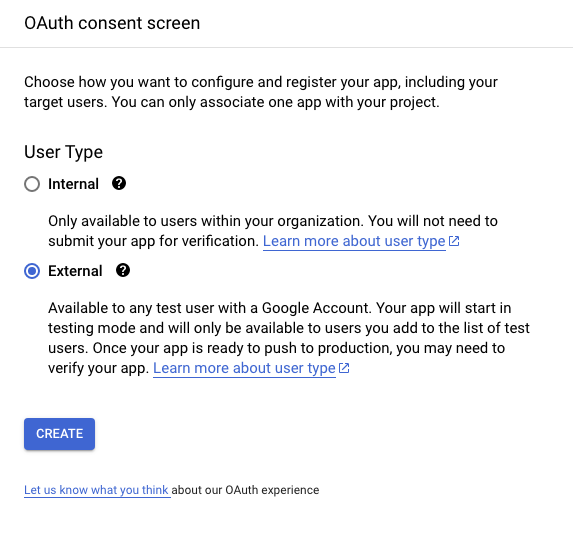 OAuth consent screen
Choose how you want to configure and register your app, including your
target users. You can only associate one app with your project.
User Type
Internal ?
Only available to users within your organization. You will not need to
submit your app for verification. Learn more about user type
External ?
Available to any test user with a Google Account. Your app will start in
testing mode and will only be available to users you add to the list of test
users. Once your app is ready to push to production, you may need to
verify your app. Learn more about user type
CREATE
Let us know what you think about our OAuth experience